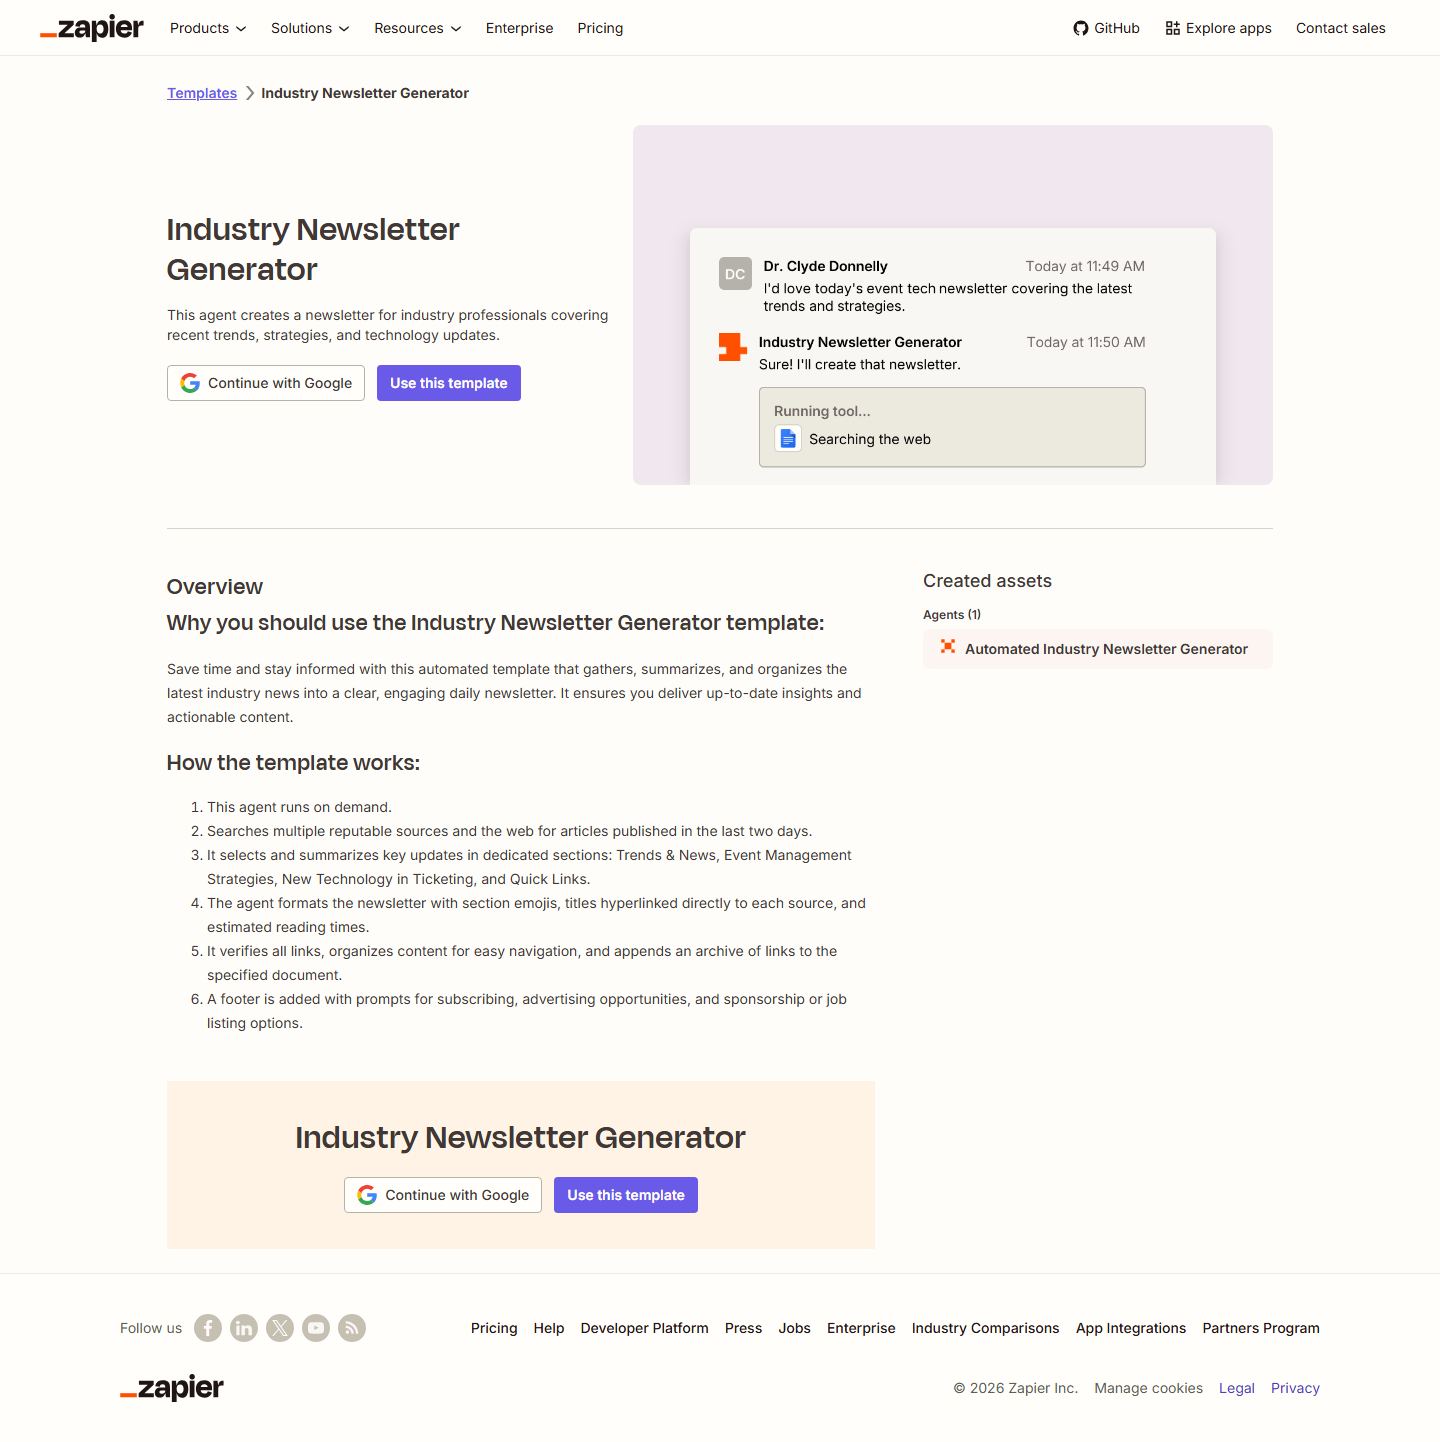 zapier
Products
Solutions
Resources
Enterprise
Pricing
GitHub
Explore apps
Contact sales
Templates
Industry Newsletter Generator
Industry Newsletter
Generator
This agent creates a newsletter for industry professionals covering
recent trends, strategies, and technology updates.
Continue with Google
Use this template
DC
Dr. Clyde Donnelly
Today at 11:49 AM
I'd love today's event tech newsletter covering the latest
trends and strategies.
Industry Newsletter Generator
Today at 11:50 AM
Sure! I'll create that newsletter.
Running tool...
Searching the web
Overview
Why you should use the Industry Newsletter Generator template:
Save time and stay informed with this automated template that gathers, summarizes, and organizes the
latest industry news into a clear, engaging daily newsletter. It ensures you deliver up-to-date insights and
actionable content.
How the template works:
1. This agent runs on demand.
2. Searches multiple reputable sources and the web for articles published in the last two days.
3. It selects and summarizes key updates in dedicated sections: Trends & News, Event Management
Strategies, New Technology in Ticketing, and Quick Links.
4. The agent formats the newsletter with section emojis, titles hyperlinked directly to each source, and
estimated reading times.
5. It verifies all links, organizes content for easy navigation, and appends an archive of links to the
specified document.
6. A footer is added with prompts for subscribing, advertising opportunities, and sponsorship or job
listing options.
Created assets
Agents (1)
Automated Industry Newsletter Generator
Industry Newsletter Generator
Continue with Google
Use this template
Follow us
Pricing
Help
Developer Platform
Press
Jobs
Enterprise
Industry Comparisons
App Integrations
Partners Program
zapier
© 2026 Zapier Inc.
Manage cookies
Legal
Privacy